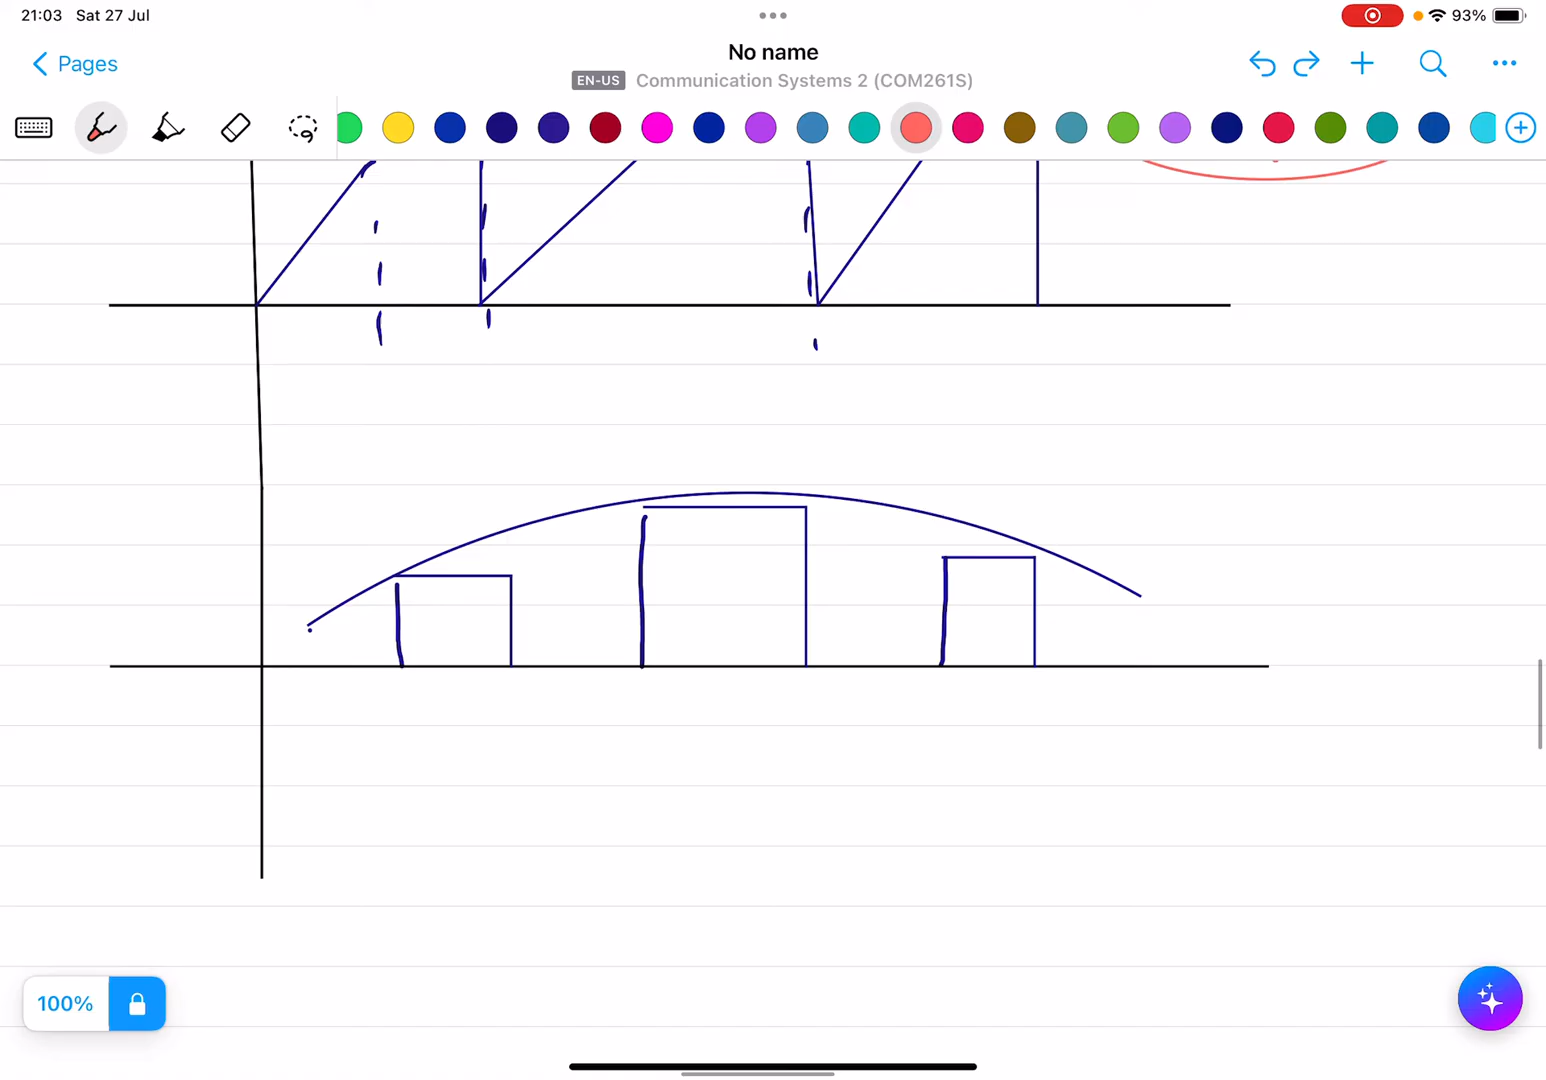 21:03 Sat 27 Jul
93%
Pages
No name
EN-US Communication Systems 2 (COM261S)
100%